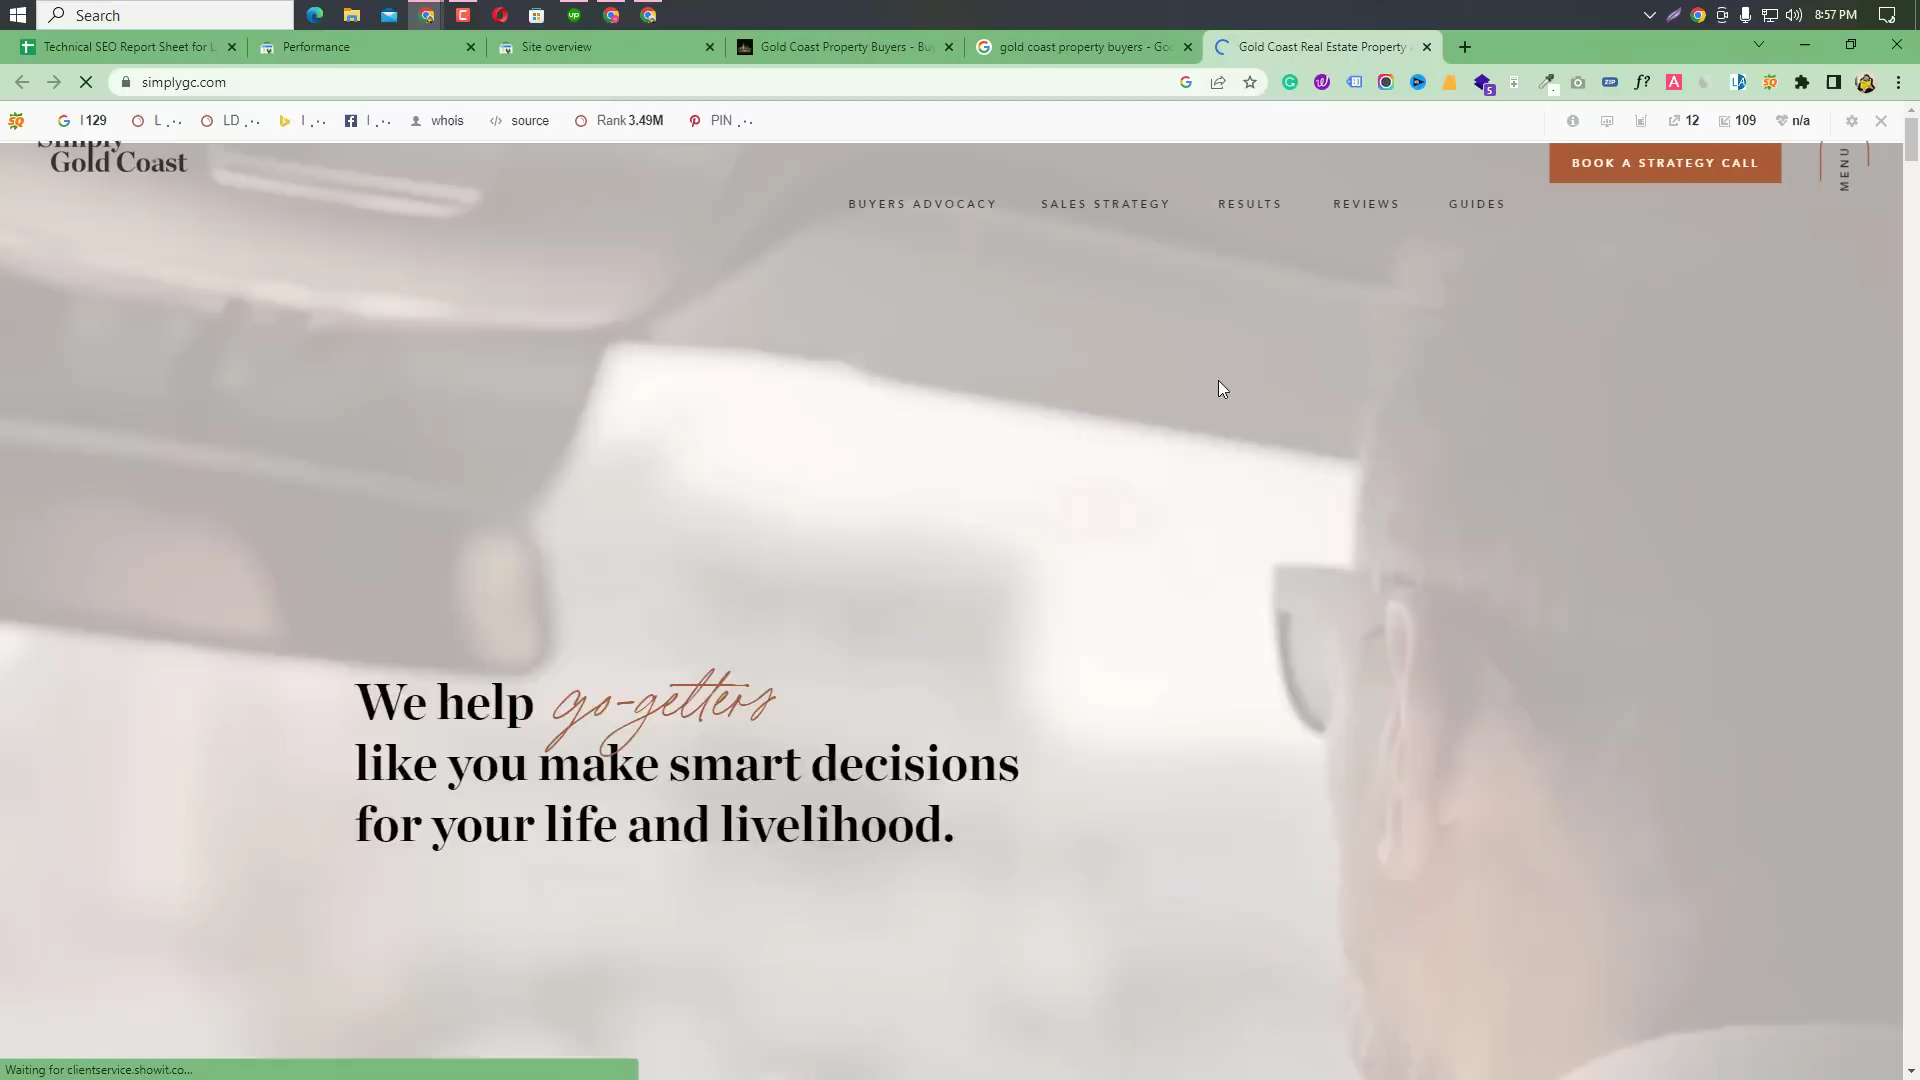 Search
8:57 PM
Technical SEO Report Sheet for L
Performance
Site overview
Gold Coast Property Buyers - Bu
gold coast property buyers - Goo
Gold Coast Real Estate Property
simplygc.com
I 129
L
LD
I
I
whois
source
Rank 3.49M
PIN
12
109
n/a
Simply
Gold Coast
BOOK A STRATEGY CALL
MENU
BUYERS ADVOCACY
SALES STRATEGY
RESULTS
REVIEWS
GUIDES
We help go-getters
like you make smart decisions
for your life and livelihood.
Waiting for clientservice.showit.co...